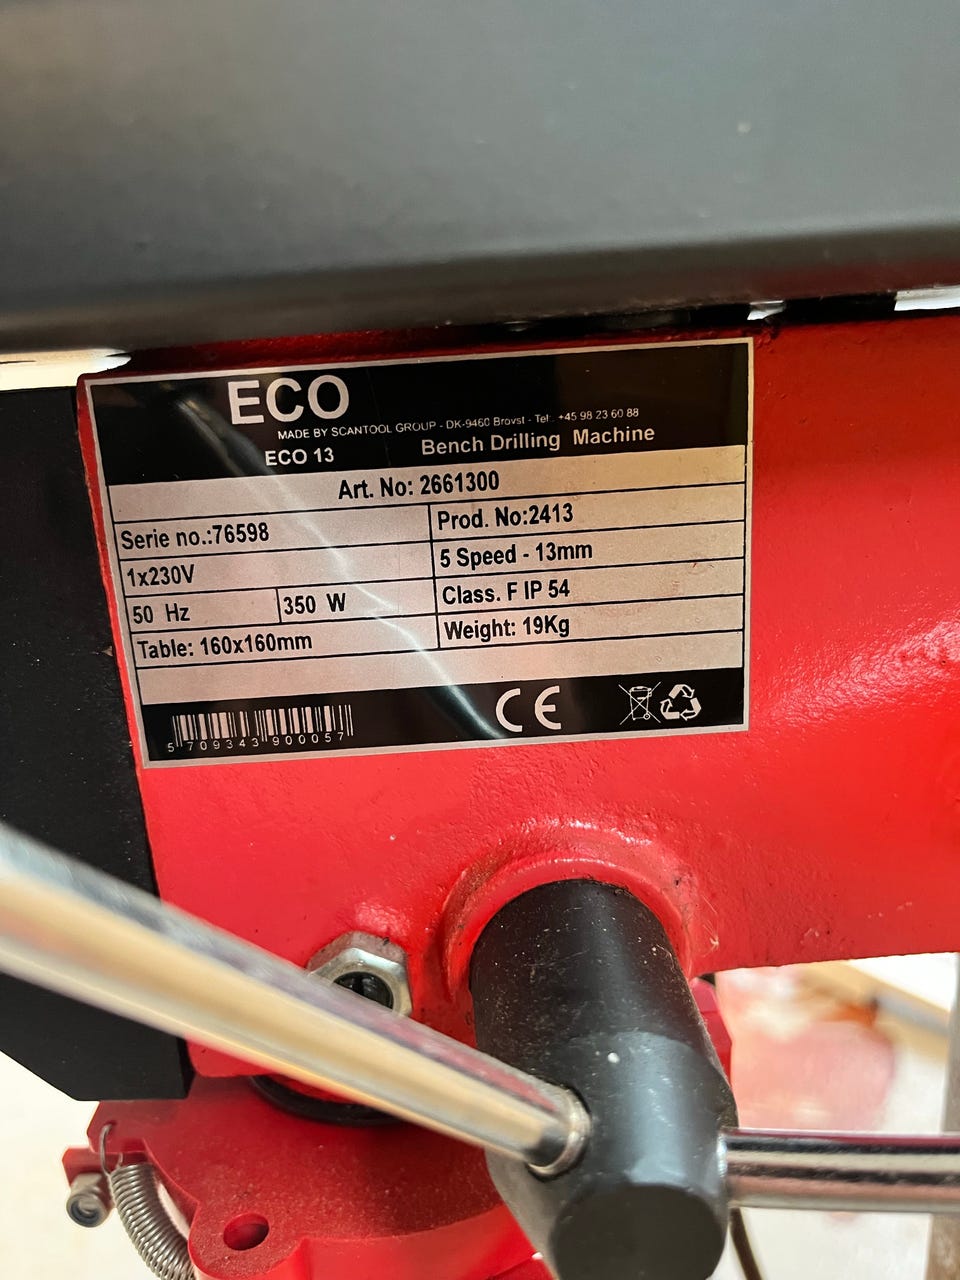 ECO
MADE BY SCANTOOL GROUP - DK-9460 Brovst - Tel: +45 98 23 60 88
ECO 13 Bench Drilling Machine
Art. No: 2661300
Serie no.:76598 Prod. No:2413
1x230V 5 Speed - 13mm
50 Hz 350 W Class. F IP 54
Table: 160x160mm Weight: 19Kg
CE
5 709343 900057